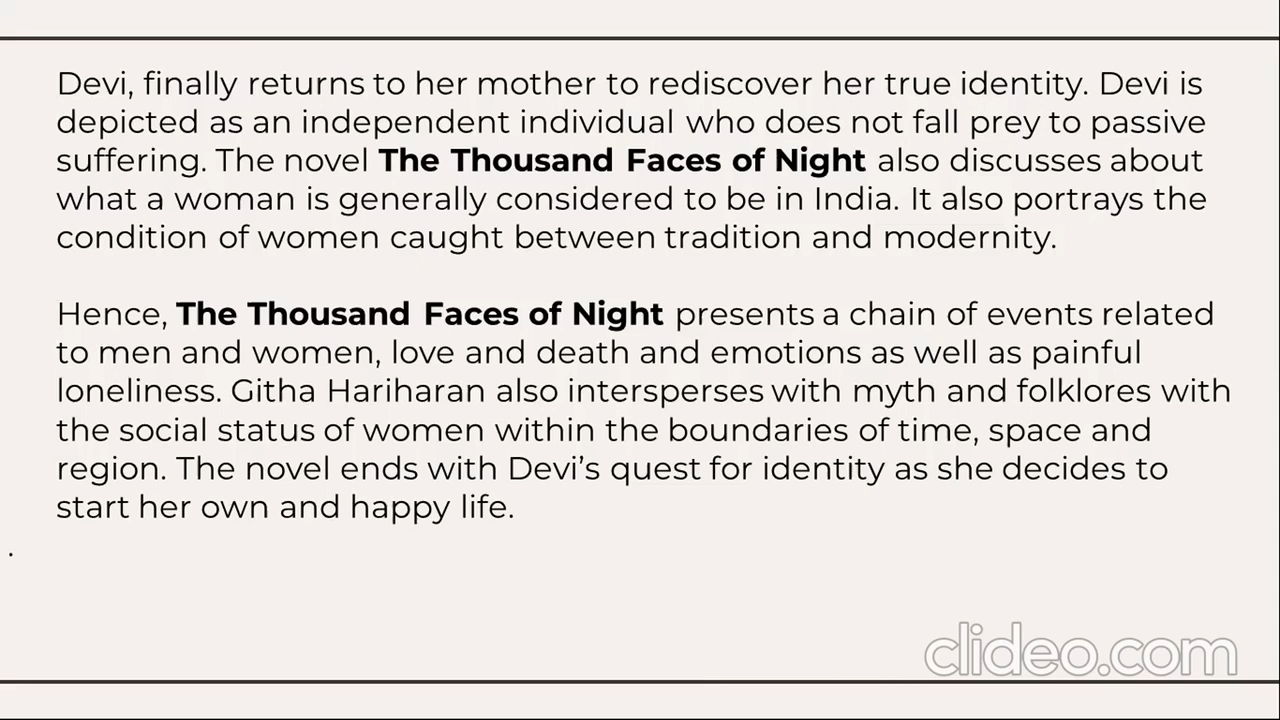 Devi, finally returns to her mother to rediscover her true identity. Devi is
depicted as an independent individual who does not fall prey to passive
suffering. The novel The Thousand Faces of Night also discusses about
what a woman is generally considered to be in India. It also portrays the
condition of women caught between tradition and modernity.
Hence, The Thousand Faces of Night presents a chain of events related
to men and women, love and death and emotions as well as painful
loneliness. Githa Hariharan also intersperses with myth and folklores with
the social status of women within the boundaries of time, space and
region. The novel ends with Devi’s quest for identity as she decides to
start her own and happy life.
.
clideo.com